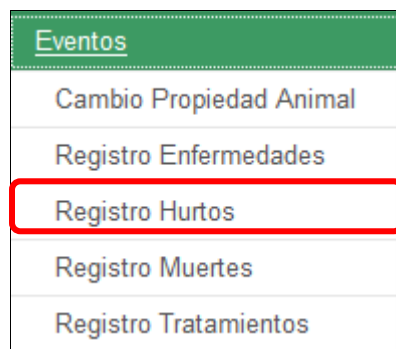 Eventos
Cambio Propiedad Animal
Registro Enfermedades
Registro Hurtos
Registro Muertes
Registro Tratamientos